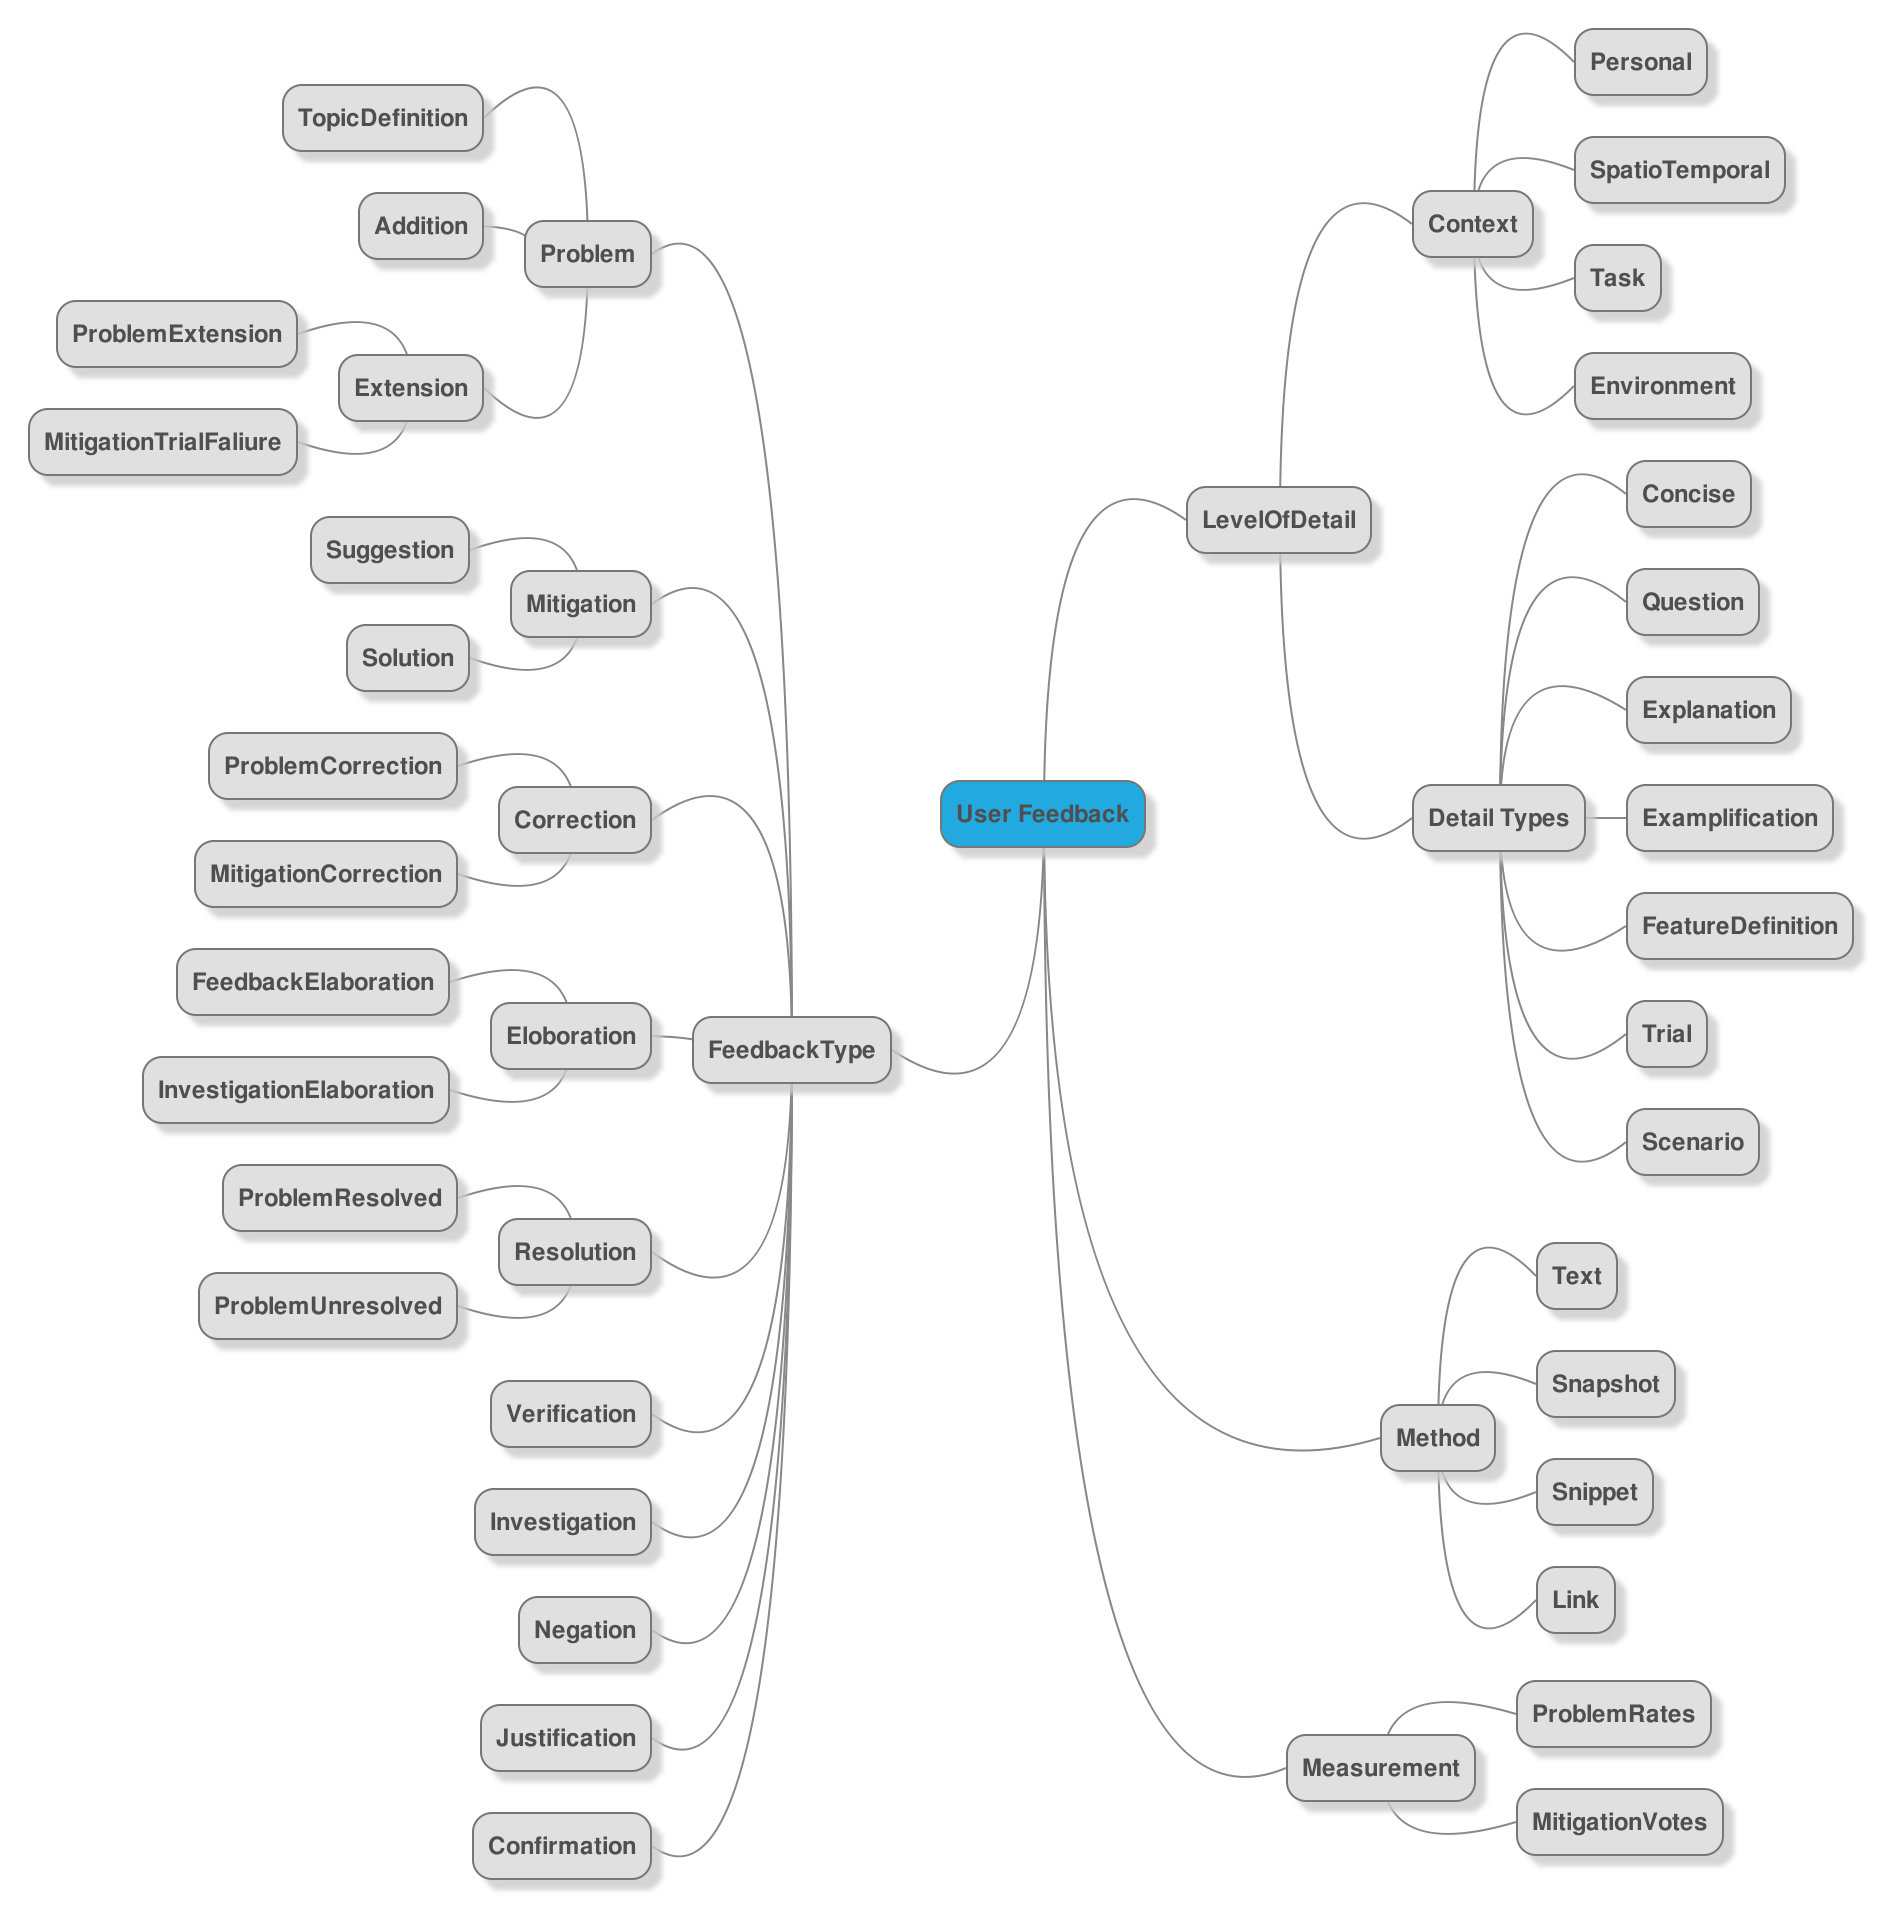 User Feedback
FeedbackType
Problem
TopicDefinition
Addition
Extension
ProblemExtension
MitigationTrialFaliure
Mitigation
Suggestion
Solution
Correction
ProblemCorrection
MitigationCorrection
Eloboration
FeedbackElaboration
InvestigationElaboration
Resolution
ProblemResolved
ProblemUnresolved
Verification
Investigation
Negation
Justification
Confirmation
LevelOfDetail
Context
Personal
SpatioTemporal
Task
Environment
Detail Types
Concise
Question
Explanation
Examplification
FeatureDefinition
Trial
Scenario
Method
Text
Snapshot
Snippet
Link
Measurement
ProblemRates
MitigationVotes